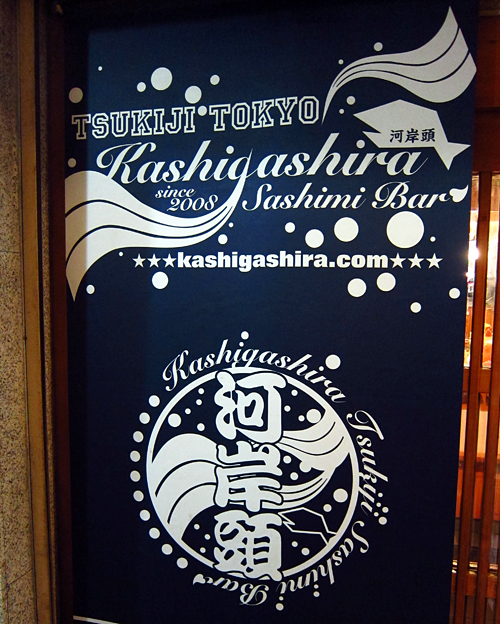 TSUKIJI TOKYO
河岸頭
Kashigashira
since 2008
Sashimi Bar
★★★kashigashira.com★★★
Kashigashira Tsukiji Sashimi Bar
河岸頭